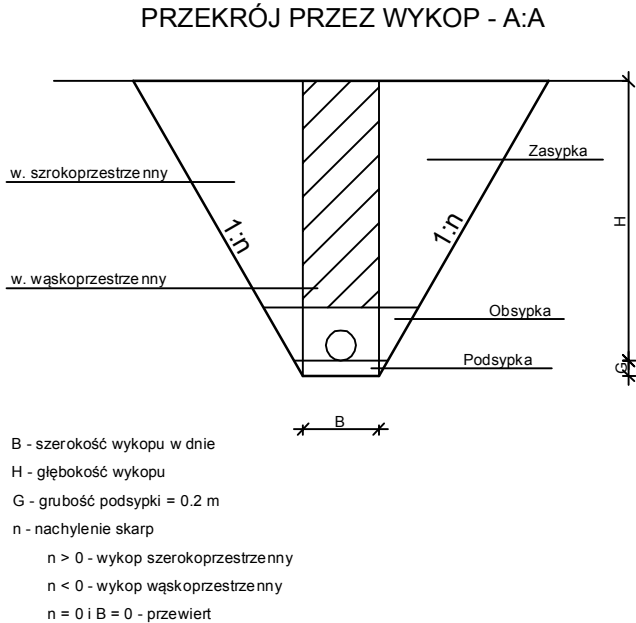 PRZEKRÓJ PRZEZ WYKOP - A:A
Zasypka
w. szrokoprzestrzenny
H
1:n
1:n
w. wąskoprzestrzenny
Obsypka
Podsypka
G
B
B - szerokość wykopu w dnie
H - głębokość wykopu
G - grubość podsypki = 0.2 m
n - nachylenie skarp
n > 0 - wykop szerokoprzestrzenny
n < 0 - wykop wąskoprzestrzenny
n = 0 i B = 0 - przewiert